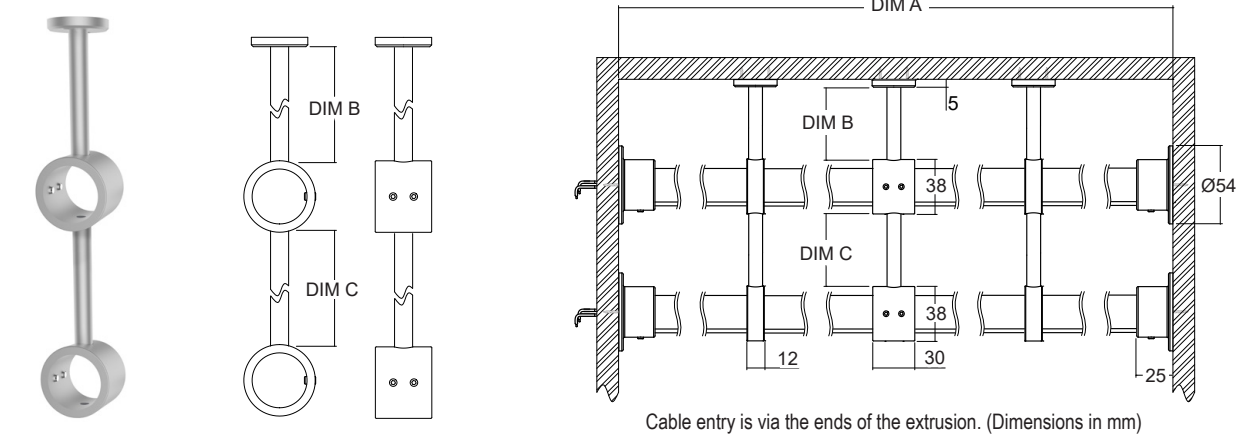 DIM A
DIM B
DIM C
DIM B
5
38
Ø54
DIM C
38
12
30
25
Cable entry is via the ends of the extrusion. (Dimensions in mm)